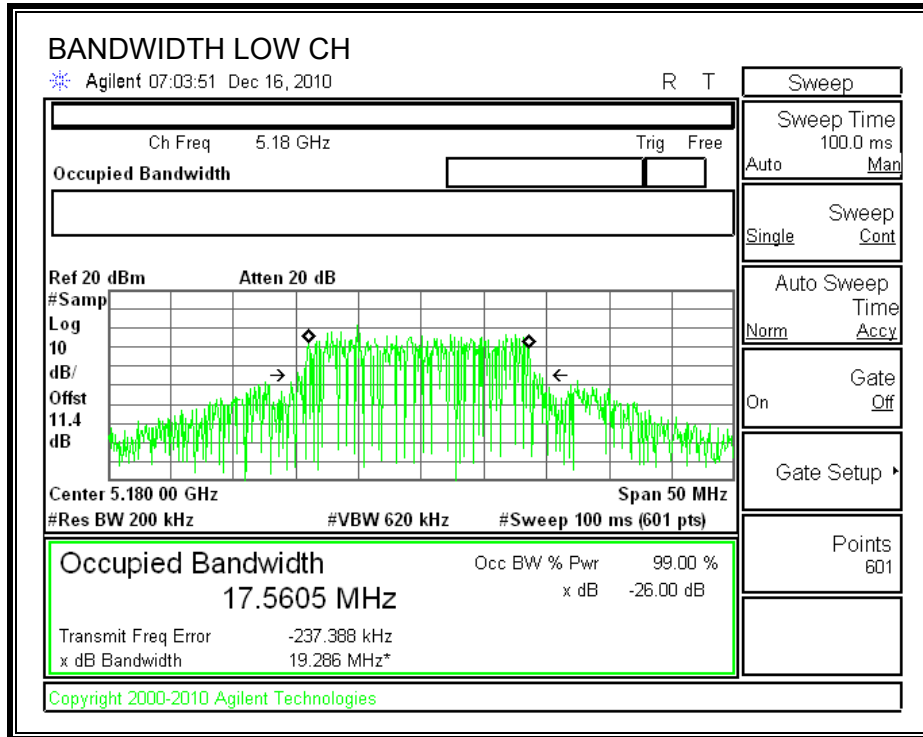 BANDWIDTH LOW CH
Agilent 07:03:51 Dec 16, 2010 R T
Ch Freq 5.18 GHz Trig Free
Occupied Bandwidth
Ref 20 dBm Atten 20 dB
#Samp
Log
10
dB/
Offst
11.4
dB
Center 5.180 00 GHz Span 50 MHz
#Res BW 200 kHz #VBW 620 kHz #Sweep 100 ms (601 pts)
Occupied Bandwidth
17.5605 MHz
Occ BW % Pwr 99.00 %
x dB -26.00 dB
Transmit Freq Error -237.388 kHz
x dB Bandwidth 19.286 MHz*
Copyright 2000-2010 Agilent Technologies
Sweep
Sweep Time
100.0 ms
Auto Man
Sweep
Single Cont
Auto Sweep
Time
Norm Accy
Gate
On Off
Gate Setup
Points
601